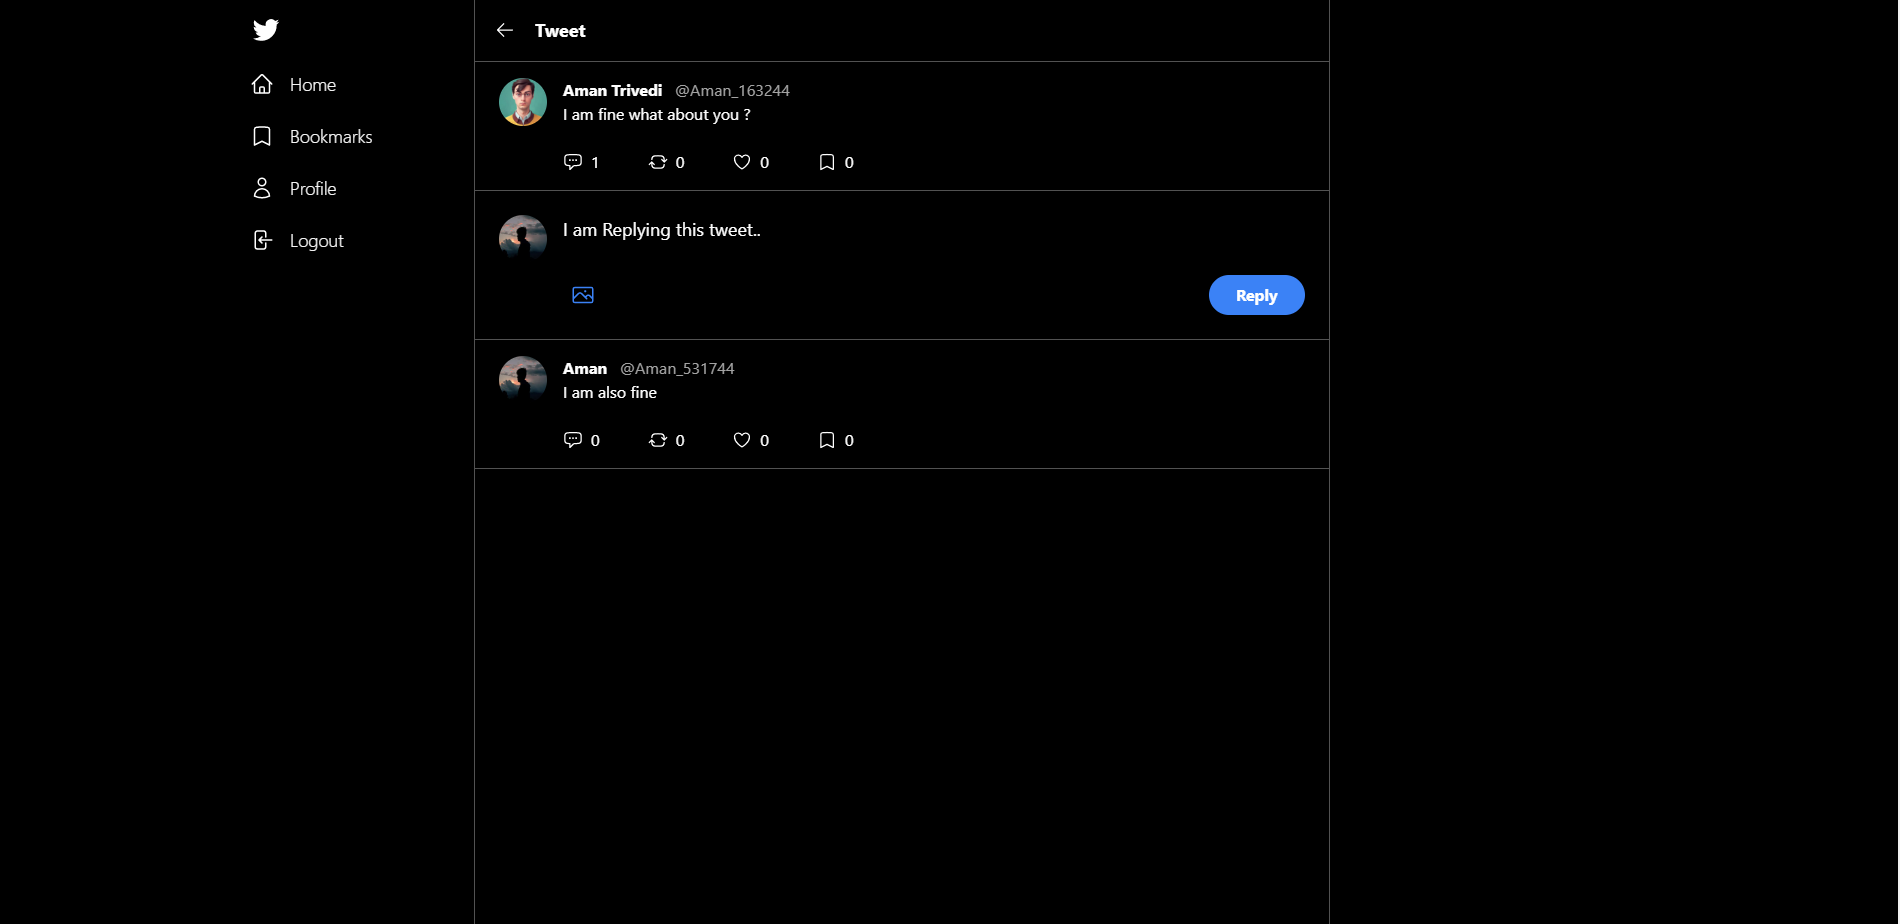 Home
Bookmarks
Profile
Logout
Tweet
Aman Trivedi @Aman_163244
I am fine what about you ?
1 0 0 0
I am Replying this tweet..
Reply
Aman @Aman_531744
I am also fine
0 0 0 0